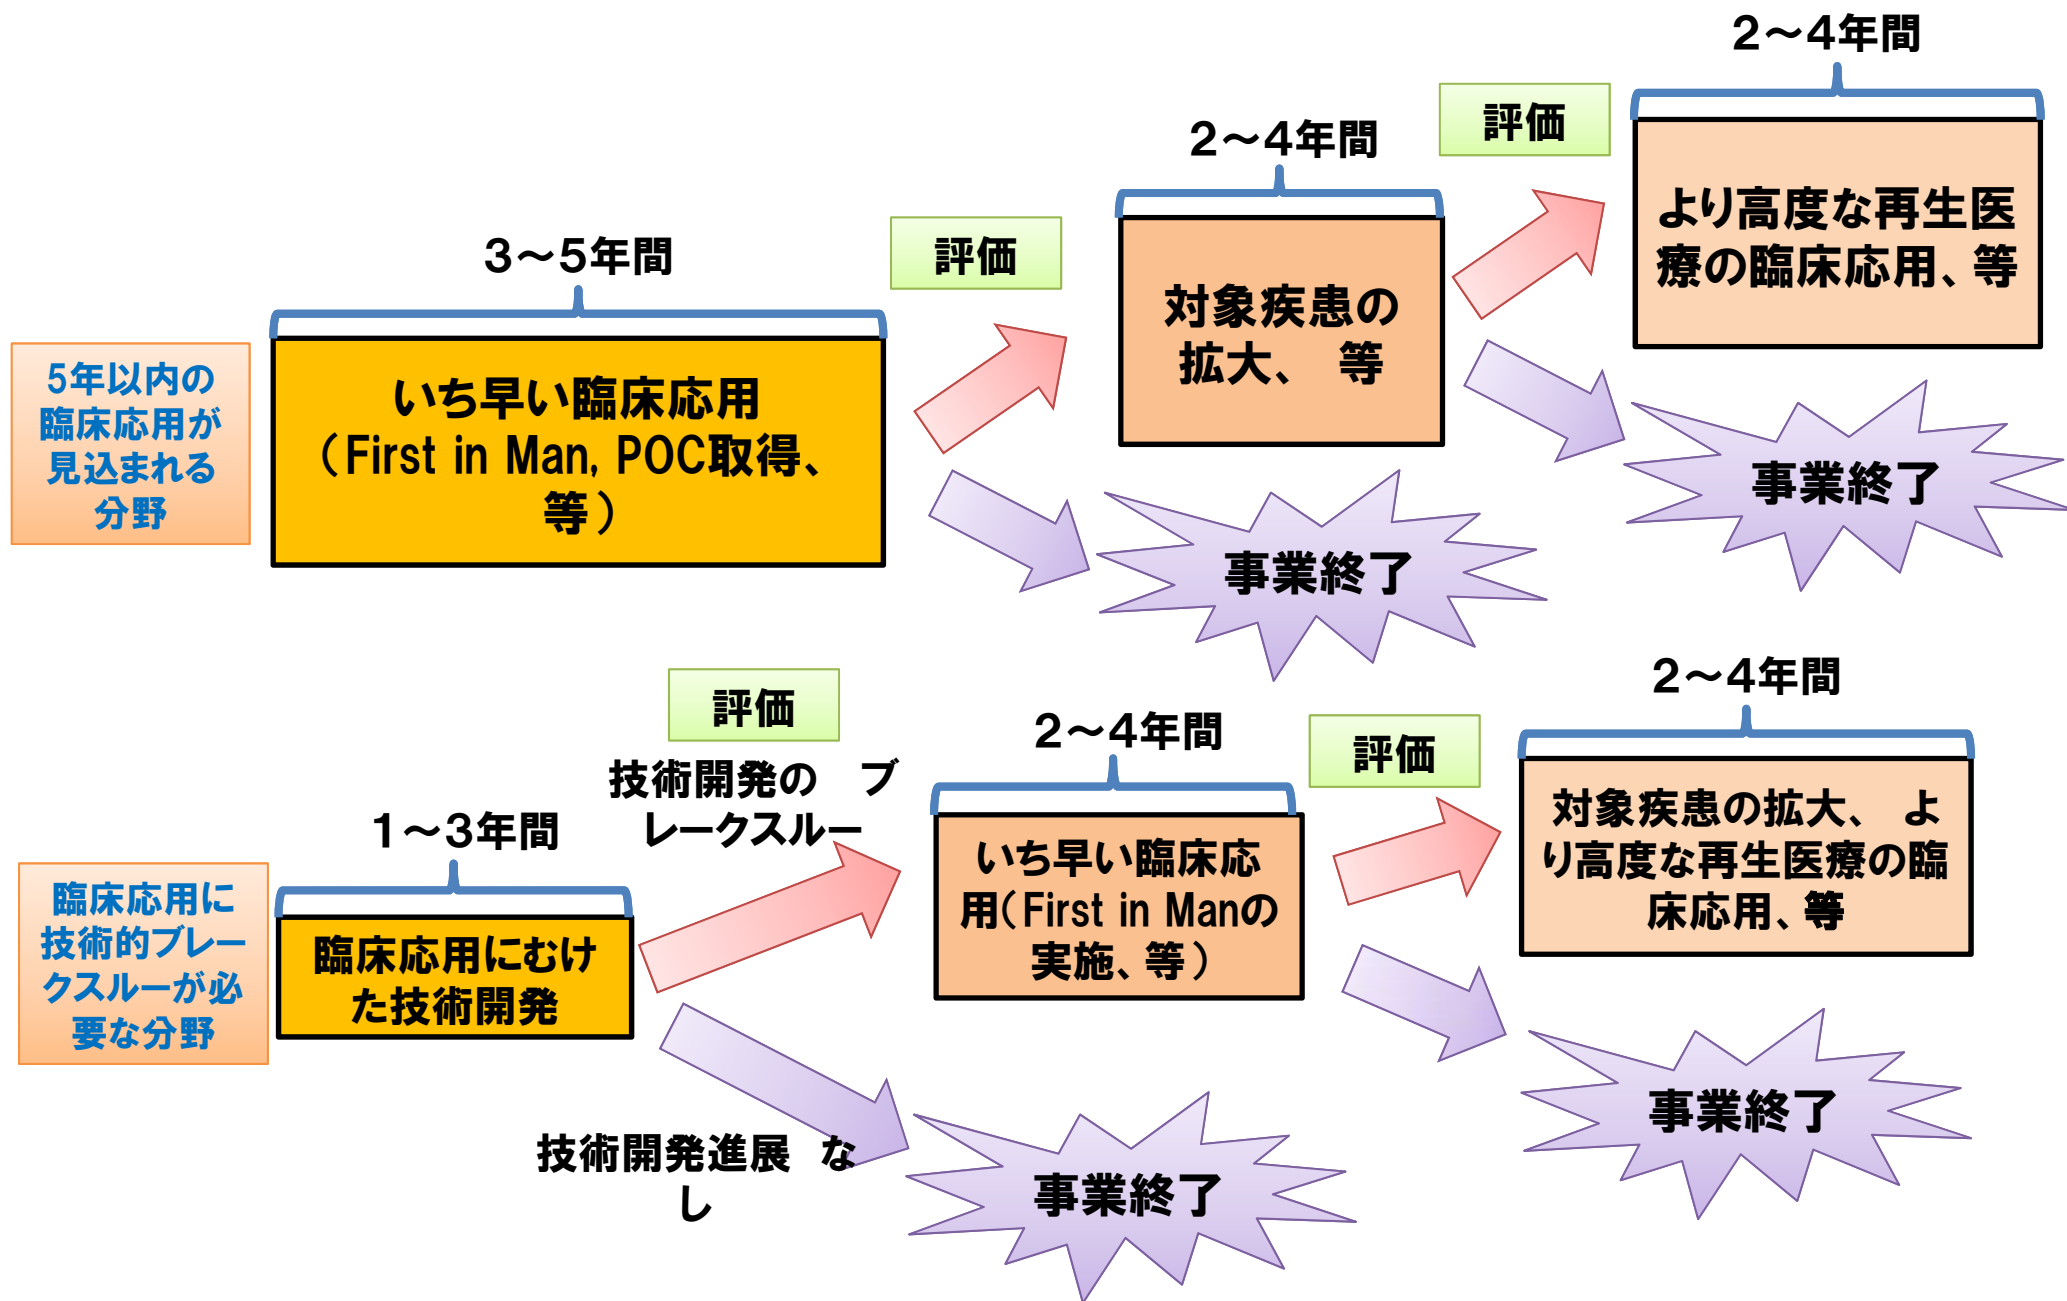 2～4年間
評価
より高度な再生医
療の臨床応用、等
2～4年間
評価
対象疾患の
拡大、 等
3～5年間
5年以内の
臨床応用が
見込まれる
分野
いち早い臨床応用
（First in Man, POC取得、
等）
事業終了
事業終了
評価
技術開発の ブ
レークスルー
1～3年間
臨床応用に
技術的ブレー
クスルーが必
要な分野
臨床応用にむけ
た技術開発
2～4年間
いち早い臨床応
用（First in Manの
実施、等）
評価
2～4年間
対象疾患の拡大、 よ
り高度な再生医療の臨
床応用、等
技術開発進展 な
し
事業終了
事業終了